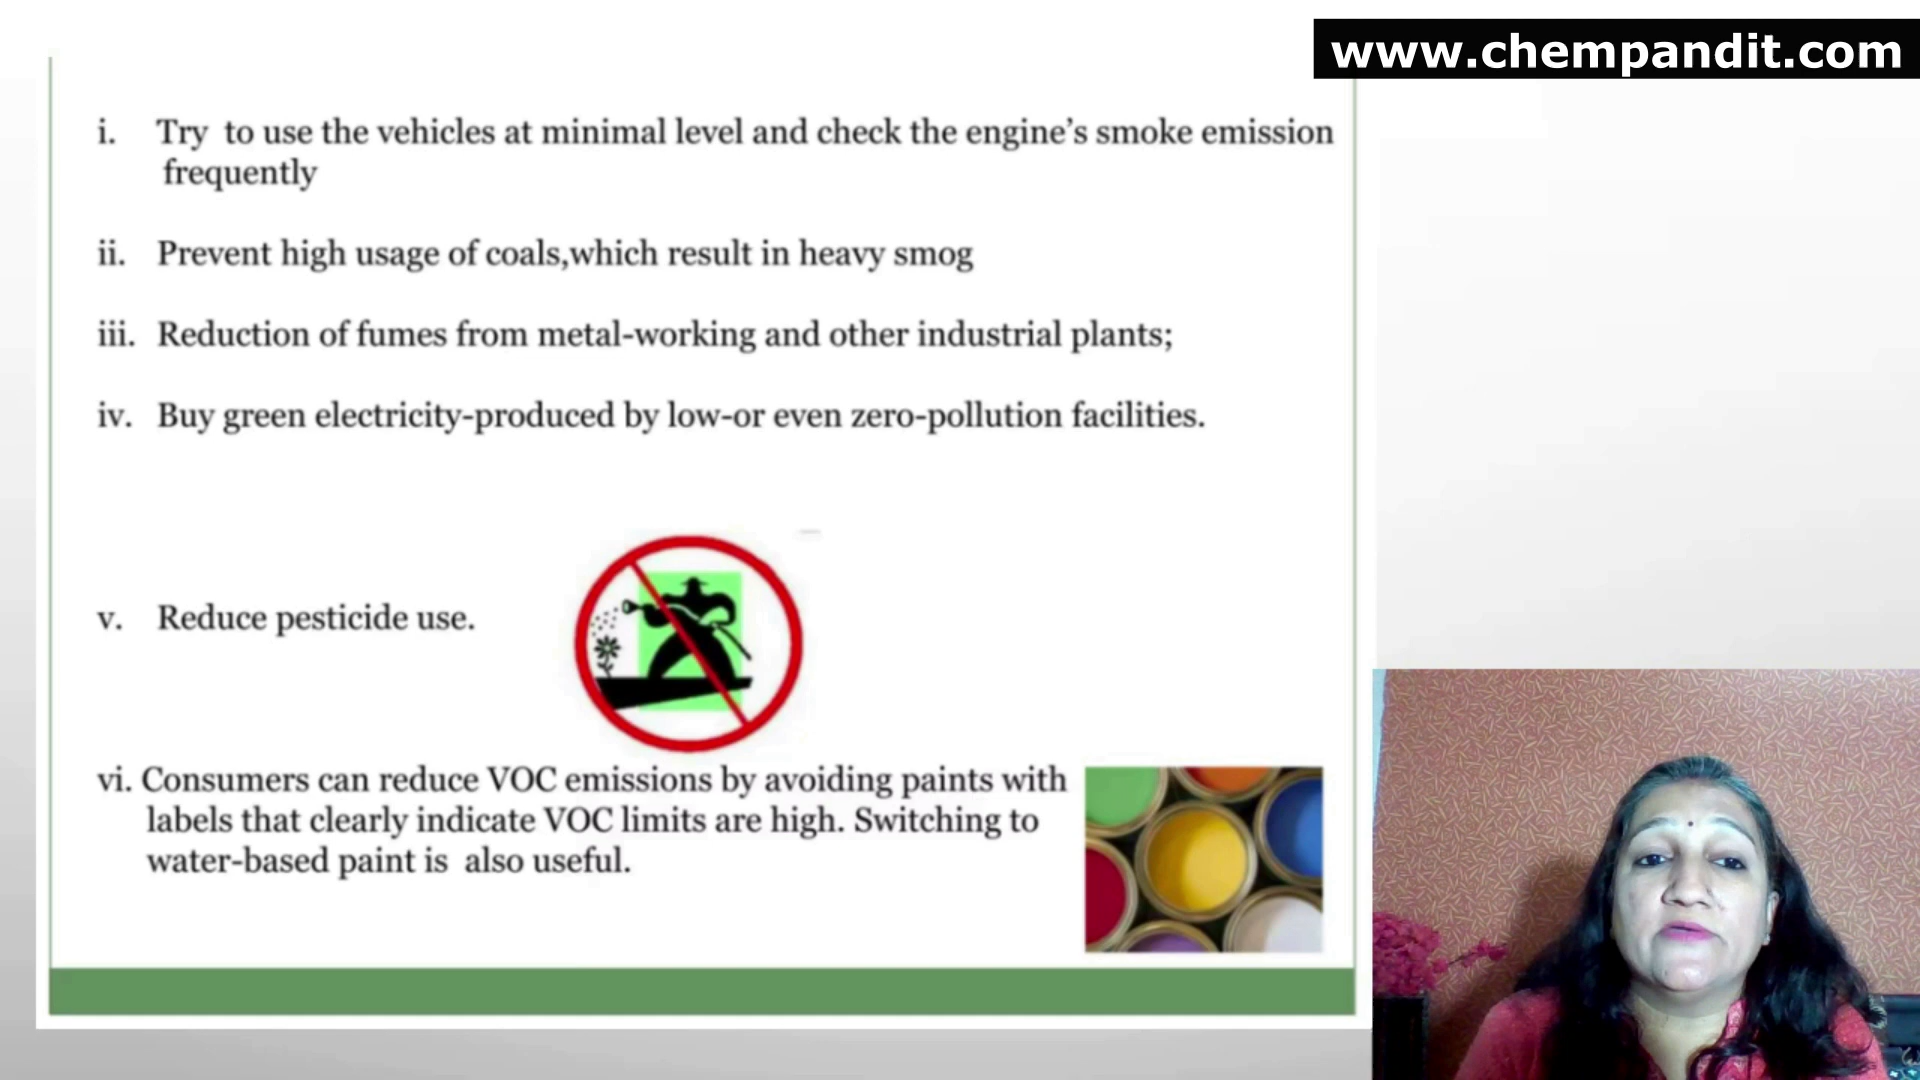 www.chempandit.com
i. Try to use the vehicles at minimal level and check the engine's smoke emission
frequently
ii. Prevent high usage of coals,which result in heavy smog
iii. Reduction of fumes from metal-working and other industrial plants;
iv. Buy green electricity-produced by low-or even zero-pollution facilities.
v. Reduce pesticide use.
vi. Consumers can reduce VOC emissions by avoiding paints with
labels that clearly indicate VOC limits are high. Switching to
water-based paint is also useful.